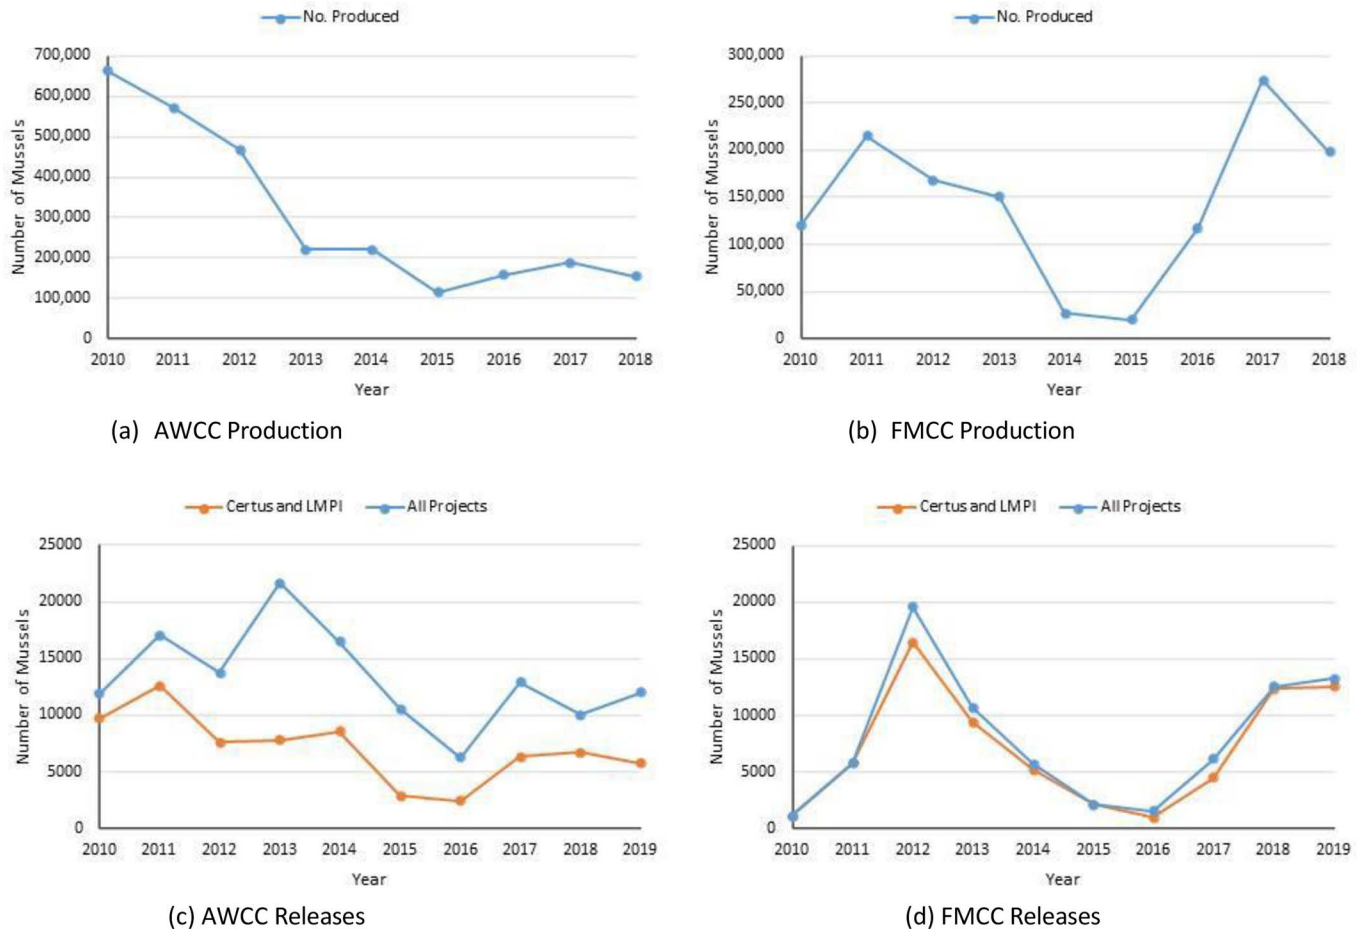 No. Produced
700,000
600,000
500,000
400,000
300,000
200,000
100,000
0
Number of Mussels
2010 2011 2012 2013 2014 2015 2016 2017 2018
Year
(a) AWCC Production
No. Produced
300,000
250,000
200,000
150,000
100,000
50,000
0
Number of Mussels
2010 2011 2012 2013 2014 2015 2016 2017 2018
Year
(b) FMCC Production
Certus and LMPI All Projects
25000
20000
15000
10000
5000
0
Number of Mussels
2010 2011 2012 2013 2014 2015 2016 2017 2018 2019
Year
(c) AWCC Releases
Certus and LMPI All Projects
25000
20000
15000
10000
5000
0
Number of Mussels
2010 2011 2012 2013 2014 2015 2016 2017 2018 2019
Year
(d) FMCC Releases